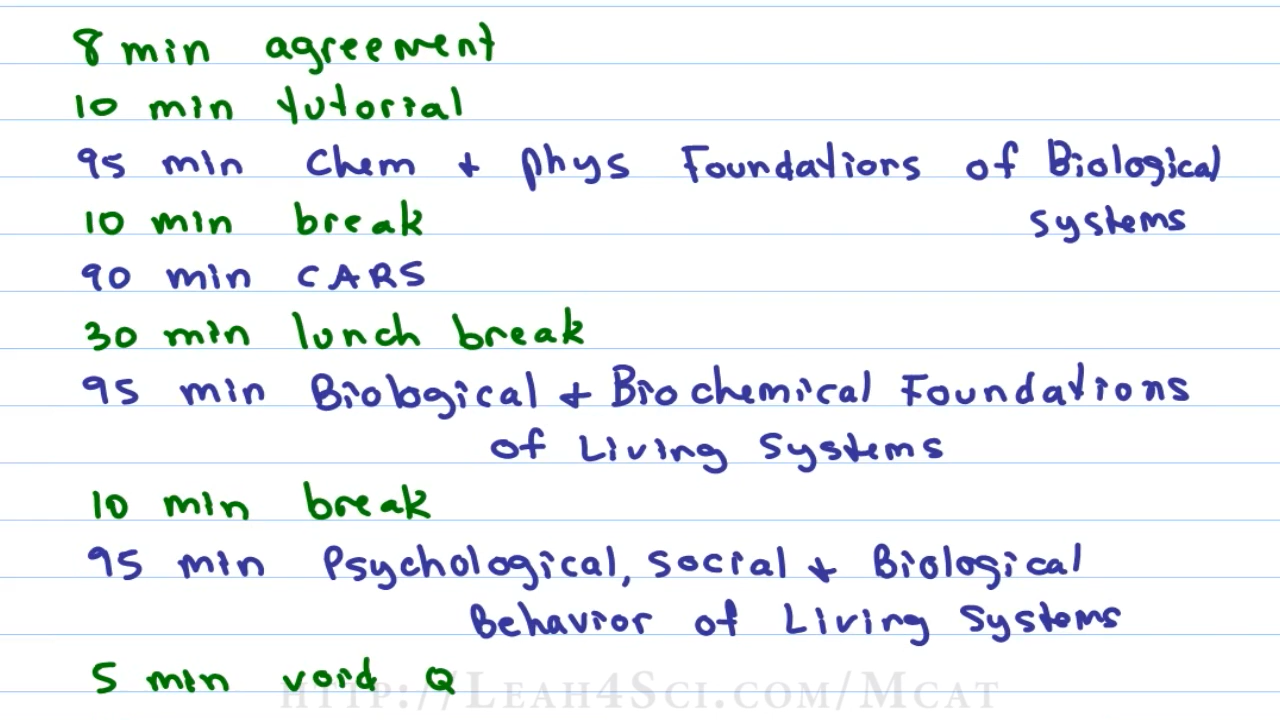 8 min agreement
10 min tutorial
95 min Chem + phys Foundations of Biological
systems
10 min break
90 min CARS
30 min lunch break
95 min Biological + Biochemical Foundations
of Living Systems
10 min break
95 min Psychological, social + Biological
Behavior of Living Systems
5 min void Q
HTTP://LEAH4SCI.COM/MCAT